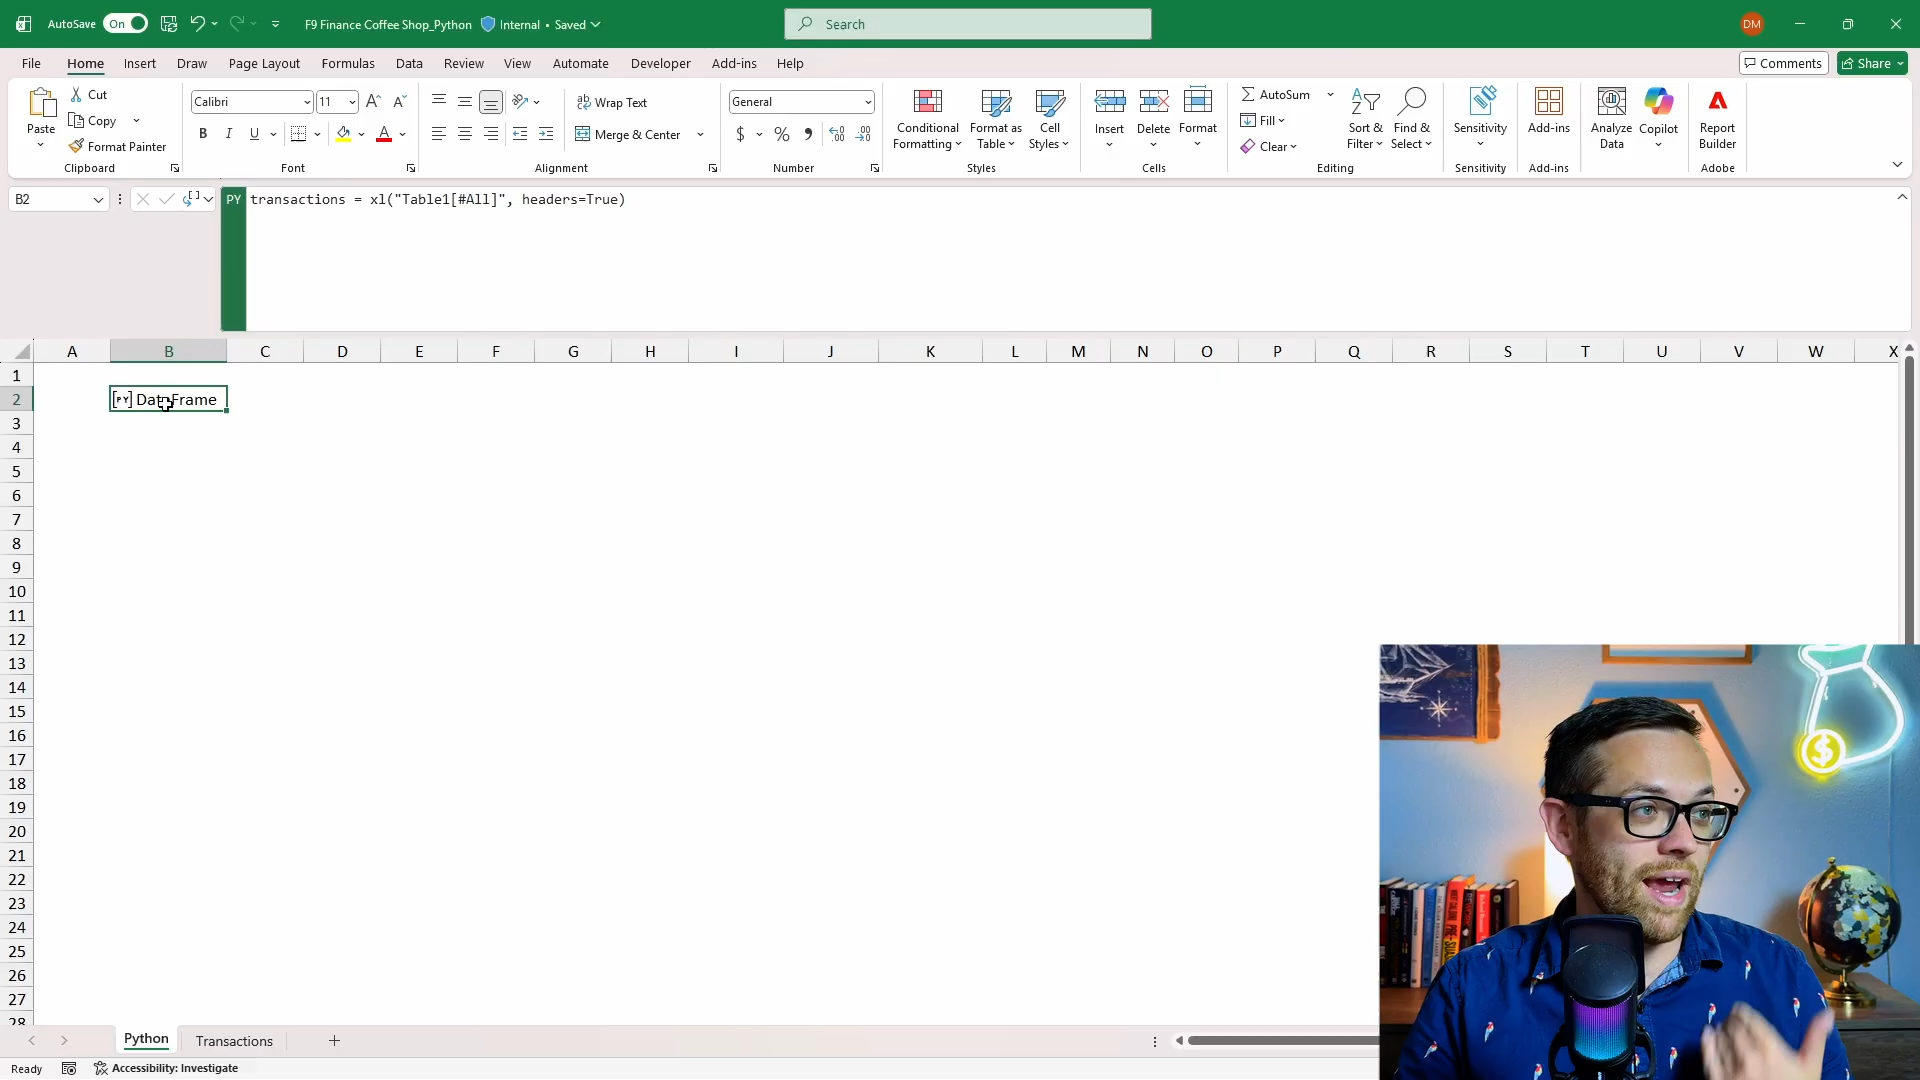 AutoSave On F9 Finance Coffee Shop_Python Internal • Saved Search DM
File Home Insert Draw Page Layout Formulas Data Review View Automate Developer Add-ins Help Comments Share
Paste Cut Copy Format Painter Clipboard
Calibri 11 B I U A Font
Wrap Text Merge & Center Alignment
General $ % Number
Conditional Formatting Format as Table Cell Styles Styles
Insert Delete Format Cells
AutoSum Fill Clear Sort & Filter Find & Select Editing
Sensitivity Sensitivity
Add-ins Add-ins
Analyze Data Copilot
Report Builder Adobe
B2 PY transactions = xl("Table1[#All]", headers=True)
A B C D E F G H I J K L M N O P Q R S T U V W X
1
2 [PY] DataFrame
3
4
5
6
7
8
9
10
11
12
13
14
15
16
17
18
19
20
21
22
23
24
25
26
27
28
$
Python Transactions +
Ready Accessibility: Investigate